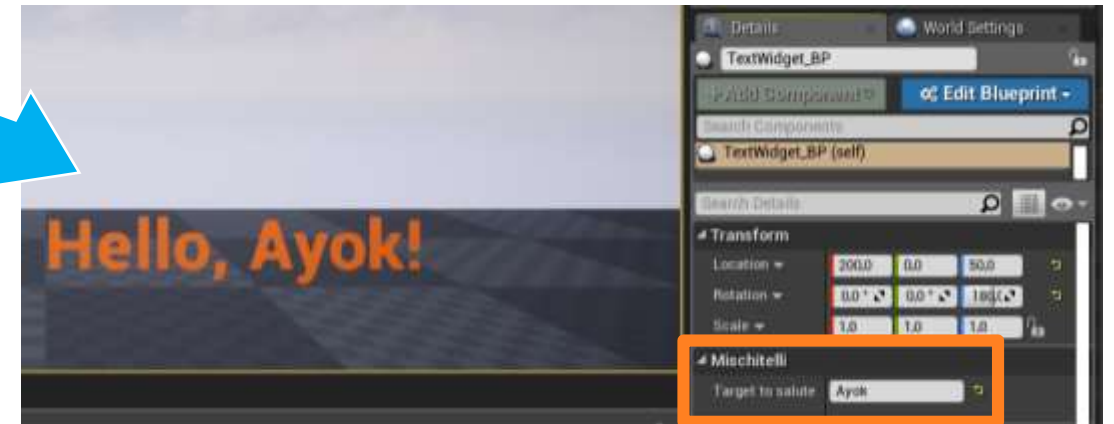 Hello, Ayok!
Details
World Settings
TextWidget_BP
+ Add Component
Edit Blueprint
Search Components
TextWidget_BP (self)
Search Details
Transform
Location 200.0 0.0 50.0
Rotation 0.0° 0.0°
Scale 1.0 1.0 1.0
Mischitelli
Target to salute Ayok